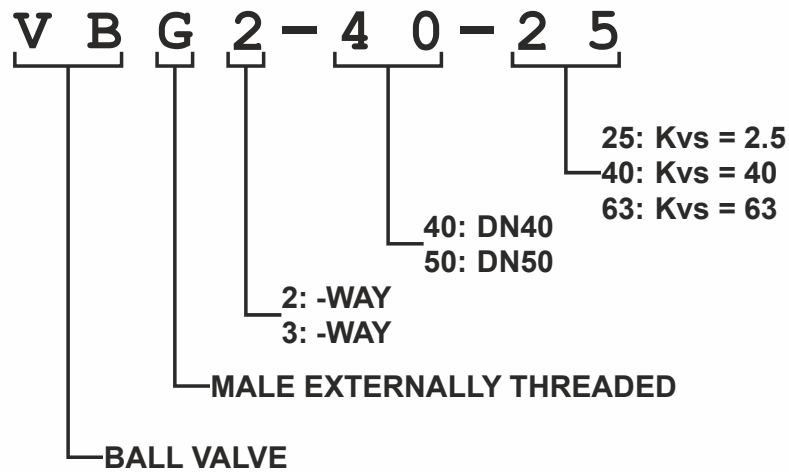 V B G 2 - 4 0 - 2 5
25: Kvs = 2.5
40: Kvs = 40
63: Kvs = 63
40: DN40
50: DN50
2: -WAY
3: -WAY
MALE EXTERNALLY THREADED
BALL VALVE